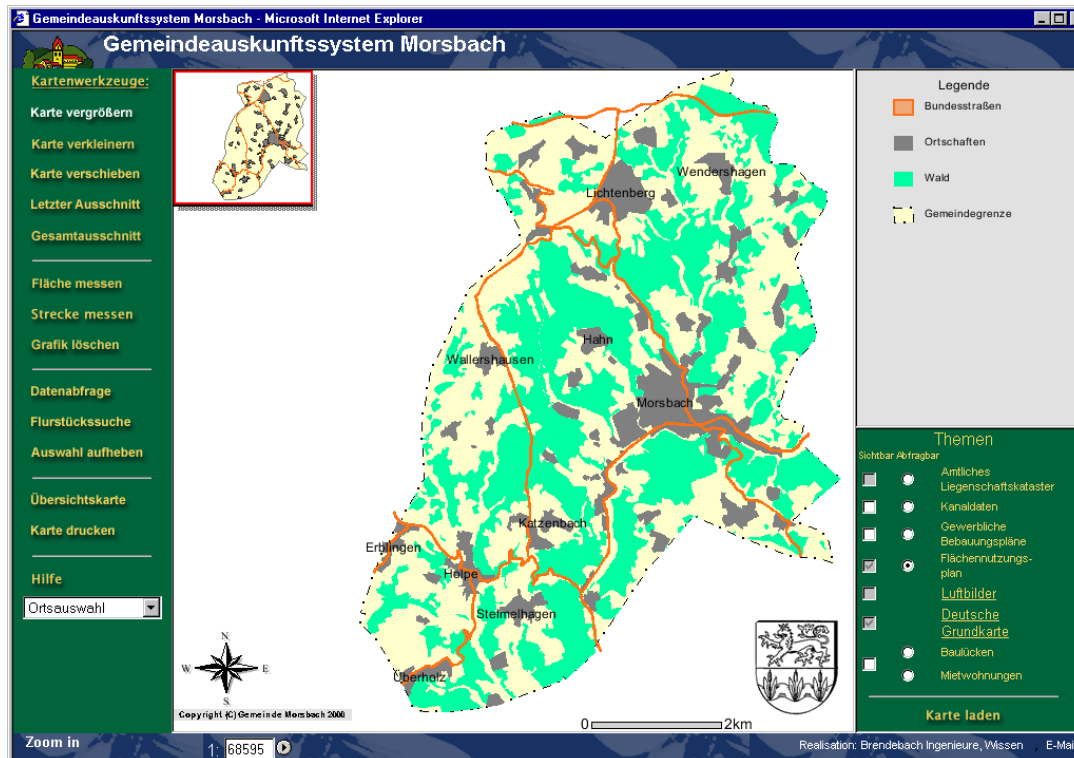 Gemeindeauskunftssystem Morsbach - Microsoft Internet Explorer
Gemeindeauskunftssystem Morsbach
Kartenwerkzeuge:
Karte vergrößern
Karte verkleinern
Karte verschieben
Letzter Ausschnitt
Gesamtausschnitt
Fläche messen
Strecke messen
Grafik löschen
Datenabfrage
Flurstückssuche
Auswahl aufheben
Übersichtskarte
Karte drucken
Hilfe
Ortsauswahl
Wendershagen
Lichtenberg
Hahn
Wallershausen
Morsbach
Katzenbach
Erblingen
Holpe
Steimelhagen
Überholz
N
W
E
S
Copyright (C) Gemeinde Morsbach 2000
0
2km
Legende
Bundesstraßen
Ortschaften
Wald
Gemeindegrenze
Themen
Sichtbar Abfragbar
Amtliches
Liegenschaftskataster
Kanaldaten
Gewerbliche
Bebauungspläne
Flächennutzungs-
plan
Luftbilder
Deutsche
Grundkarte
Baulücken
Mietwohnungen
Karte laden
Zoom in
1: 68595
Realisation: Brendebach Ingenieure, Wissen
E-Mai